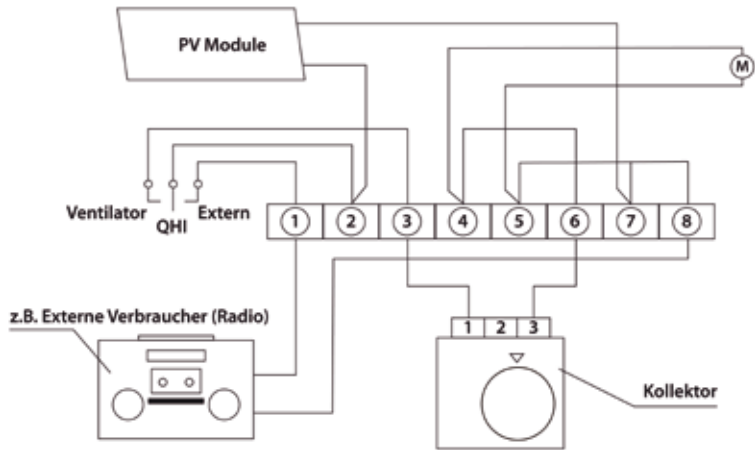 PV Module
M
Ventilator QHI Extern
1 2 3 4 5 6 7 8
z.B. Externe Verbraucher (Radio)
1 2 3
Kollektor